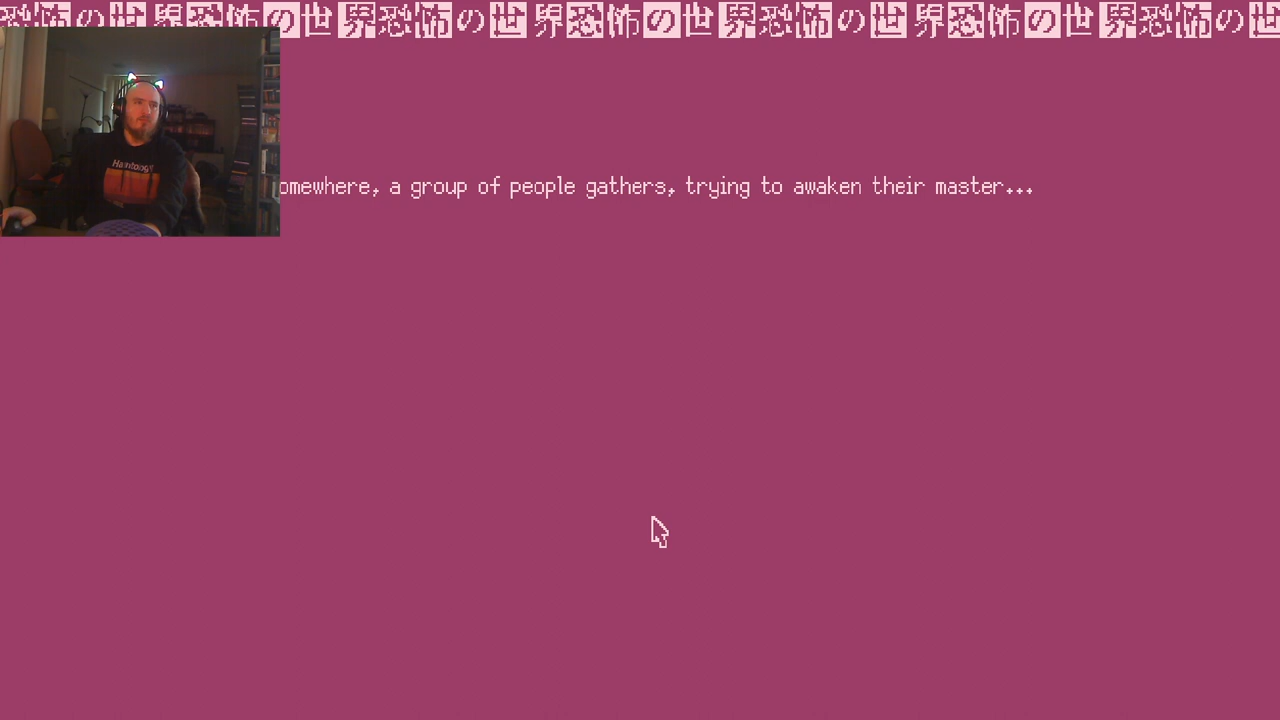 恐怖の世界恐怖の世界恐怖の世界恐怖の世界恐怖の世界恐怖の世界恐怖の世
omewhere, a group of people gathers, trying to awaken their master...